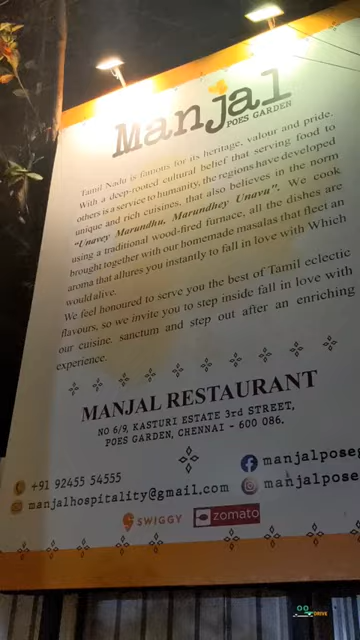 Manjal
POES GARDEN
Tamil Nadu is famous for its heritage, valour and pride.
With a deep-rooted cultural belief that serving food to
others is a service to humanity, the regions have developed
unique and rich cuisines, that also believes in the norm
"Unavey Marundhu, Marundhey Unavu". We cook
using a traditional wood-fired furnace, all the dishes are
brought together with our homemade masalas that fleet an
aroma that allures you instantly to fall in love with Which
would alive.
We feel honoured to serve you the best of Tamil eclectic
flavours, so we invite you to step inside fall in love with
our cuisine, sanctum and step out after an enriching
experience.
MANJAL RESTAURANT
NO 6/9, KASTURI ESTATE 3rd STREET,
POES GARDEN, CHENNAI - 600 086.
+91 92455 54555
manjalhospitality@gmail.com
manjalposeg
manjalpose
SWIGGY
zomato
DRIVE